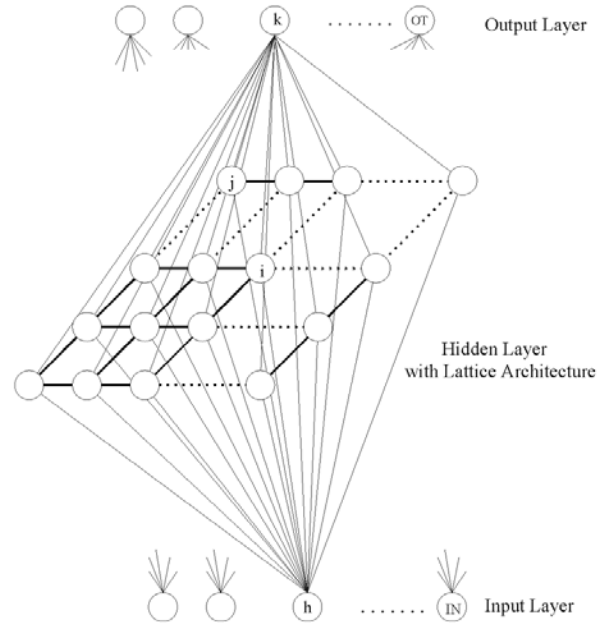 k
OT
Output Layer
j
i
Hidden Layer
with Lattice Architecture
h
IN
Input Layer